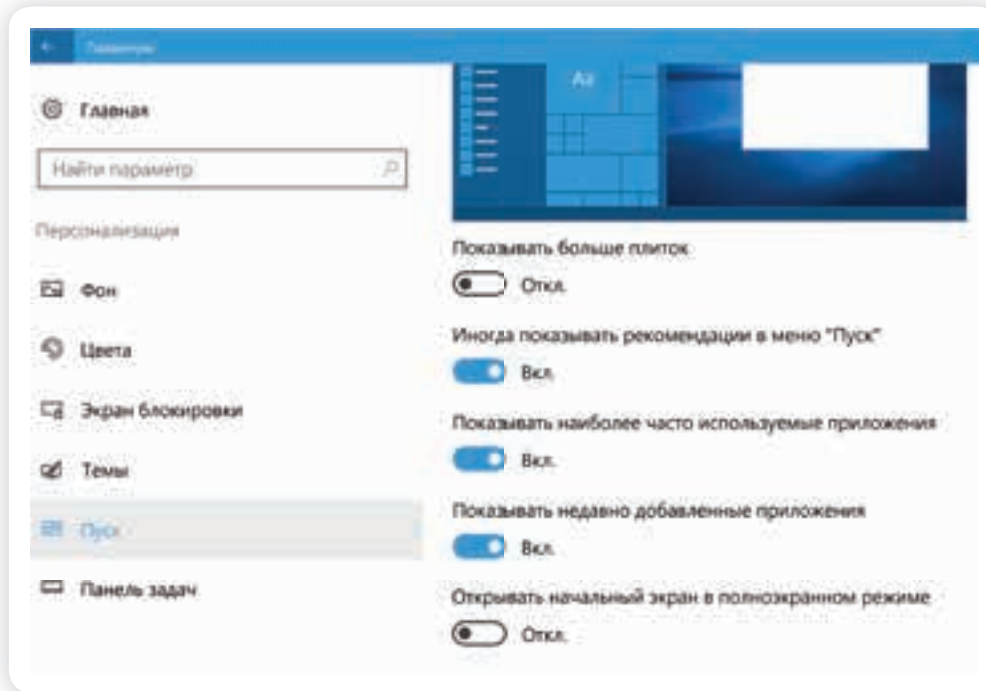 Параметры
Главная
Найти параметр
Персонализация
Фон
Цвета
Экран блокировки
Темы
Пуск
Панель задач
Aa
Показывать больше плиток
Откл.
Иногда показывать рекомендации в меню "Пуск"
Вкл.
Показывать наиболее часто используемые приложения
Вкл.
Показывать недавно добавленные приложения
Вкл.
Открывать начальный экран в полноэкранном режиме
Откл.